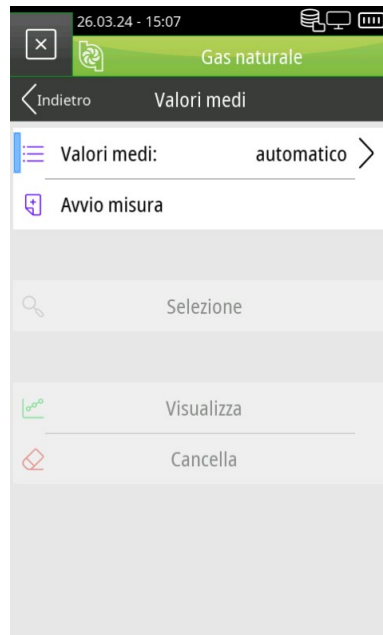 26.03.24 - 15:07
Gas naturale
Indietro Valori medi
Valori medi: automatico
Avvio misura
Selezione
Visualizza
Cancella